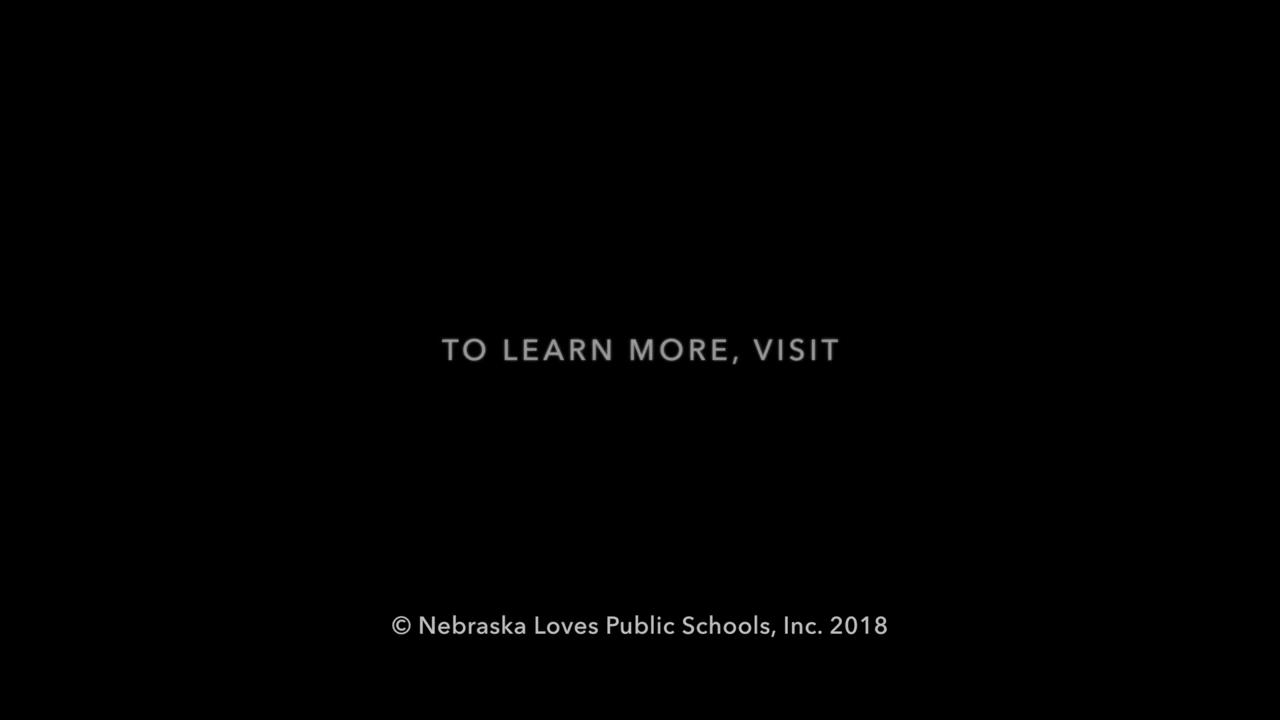 TO LEARN MORE, VISIT
© Nebraska Loves Public Schools, Inc. 2018